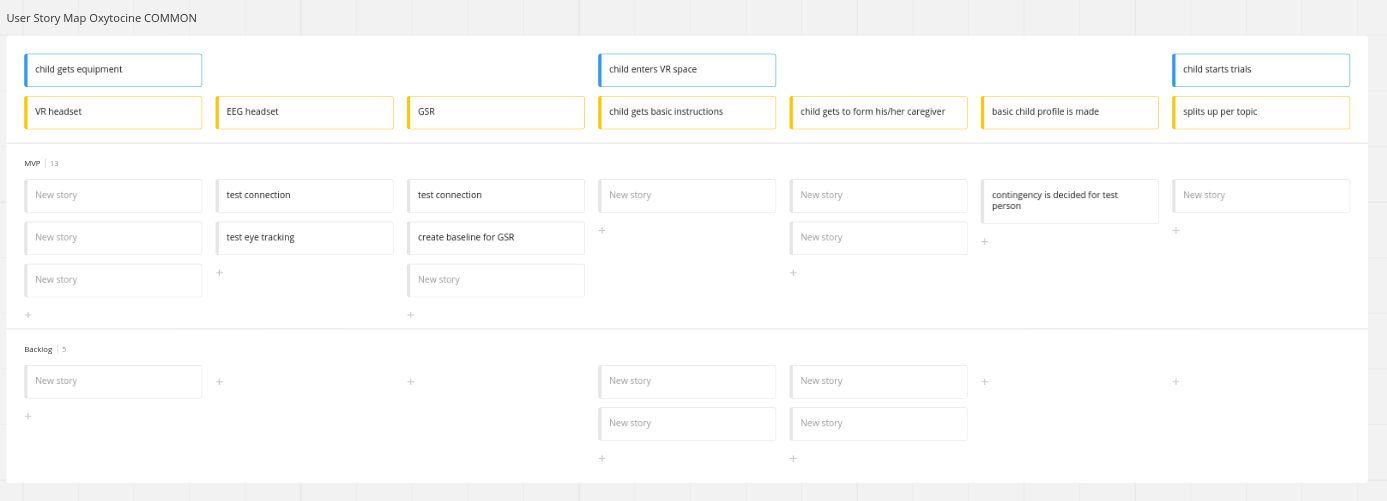 User Story Map Oxytocine COMMON
child gets equipment
child enters VR space
child starts trials
VR headset
EEG headset
GSR
child gets basic instructions
child gets to form his/her caregiver
basic child profile is made
splits up per topic
MVP 13
New story
test connection
test connection
New story
New story
contingency is decided for test
person
New story
New story
test eye tracking
create baseline for GSR
New story
New story
New story
Backlog 5
New story
New story
New story
New story
New story